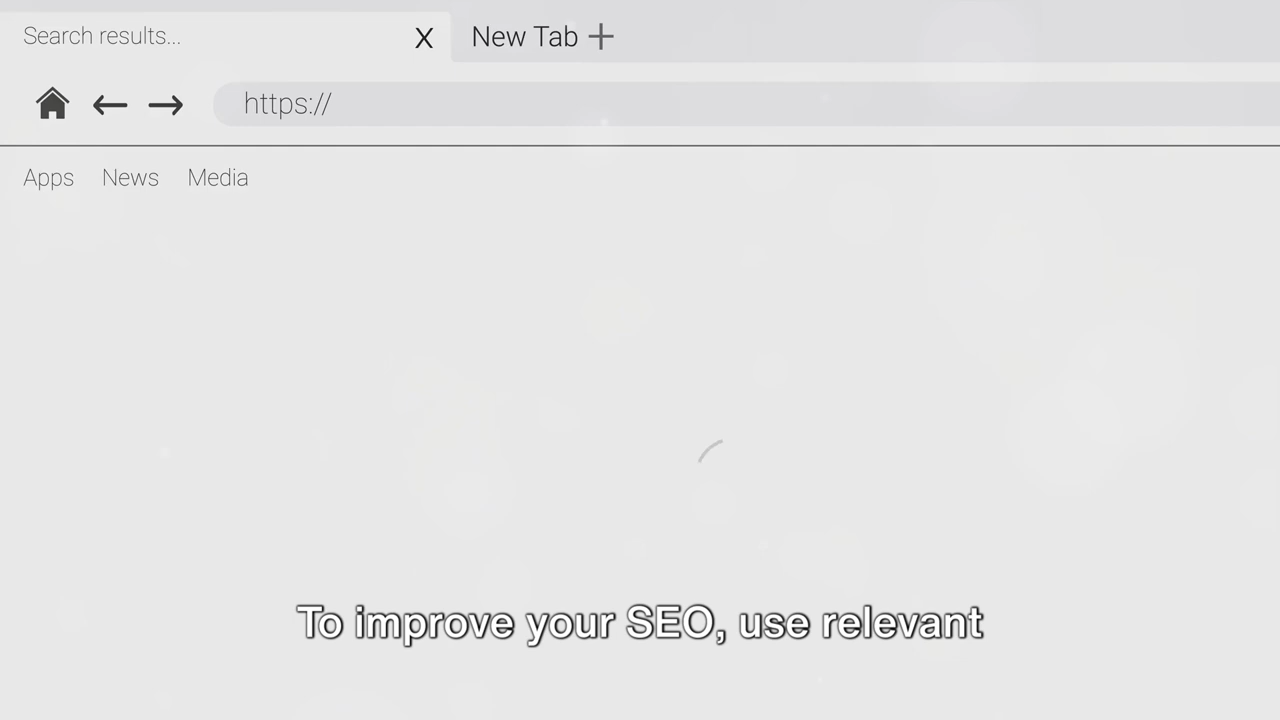 Search results... X New Tab +
https://
Apps News Media
To improve your SEO, use relevant